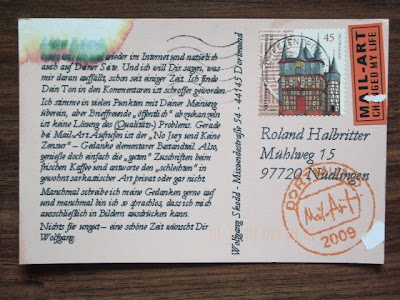 wieder im Internet und natürlich
auch auf Deiner Seite. Und ich will Dir sagen, was
mir daran auffällt, schon seit einiger Zeit. Ich finde
Dein Ton in den Kommentaren ist schroffer geworden.
Ich stimme in vielen Punkten mit Deiner Meinung
überein, aber Brieffreunde „öffentlich“ abzukanzeln
ist keine Lösung des (Qualitäts-) Problems. Gerade
bei Mail-Art-Aufrufen ist der "No Jury und Keine
Zensur" – Gedanke elementarer Bestandteil. Also,
genieße doch einfach die „guten“ Zuschriften beim
frischen Kaffee und antworte den „schlechten“ in
gewohnt sarkastischer Art privat oder gar nicht.
Manchmal schreibe ich meine Gedanken gerne auf
und manchmal bin ich so sprachlos, dass ich mich
ausschließlich in Bildern ausdrücken kann.
Nichts für ungut – eine schöne Zeit wünscht Dir
Wolfgang.
Wolfgang Skodd - Missundestraße 54 - 44145 Dortmund
45
MAIL-ART
CHANGED MY LIFE
Roland Halbritter
Mühlweg 15
97720 Nüdlingen
Mail-Art
2009